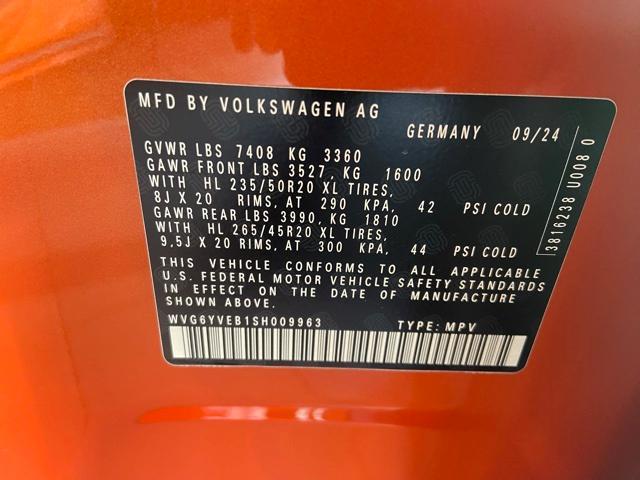 MFD BY VOLKSWAGEN AG
GERMANY 09/24
GVWR LBS 7408 KG 3360
GAWR FRONT LBS 3527, KG 1600
WITH HL 235/50R20 XL TIRES,
8J X 20 RIMS, AT 290 KPA, 42 PSI COLD
GAWR REAR LBS 3990, KG 1810
WITH HL 265/45R20 XL TIRES,
9,5J X 20 RIMS, AT 300 KPA, 44 PSI COLD
THIS VEHICLE CONFORMS TO ALL APPLICABLE
U.S. FEDERAL MOTOR VEHICLE SAFETY STANDARDS
IN EFFECT ON THE DATE OF MANUFACTURE
SHOWN ABOVE.
WVG6YVEB1SH009963 TYPE: MPV
3816238 U008 0